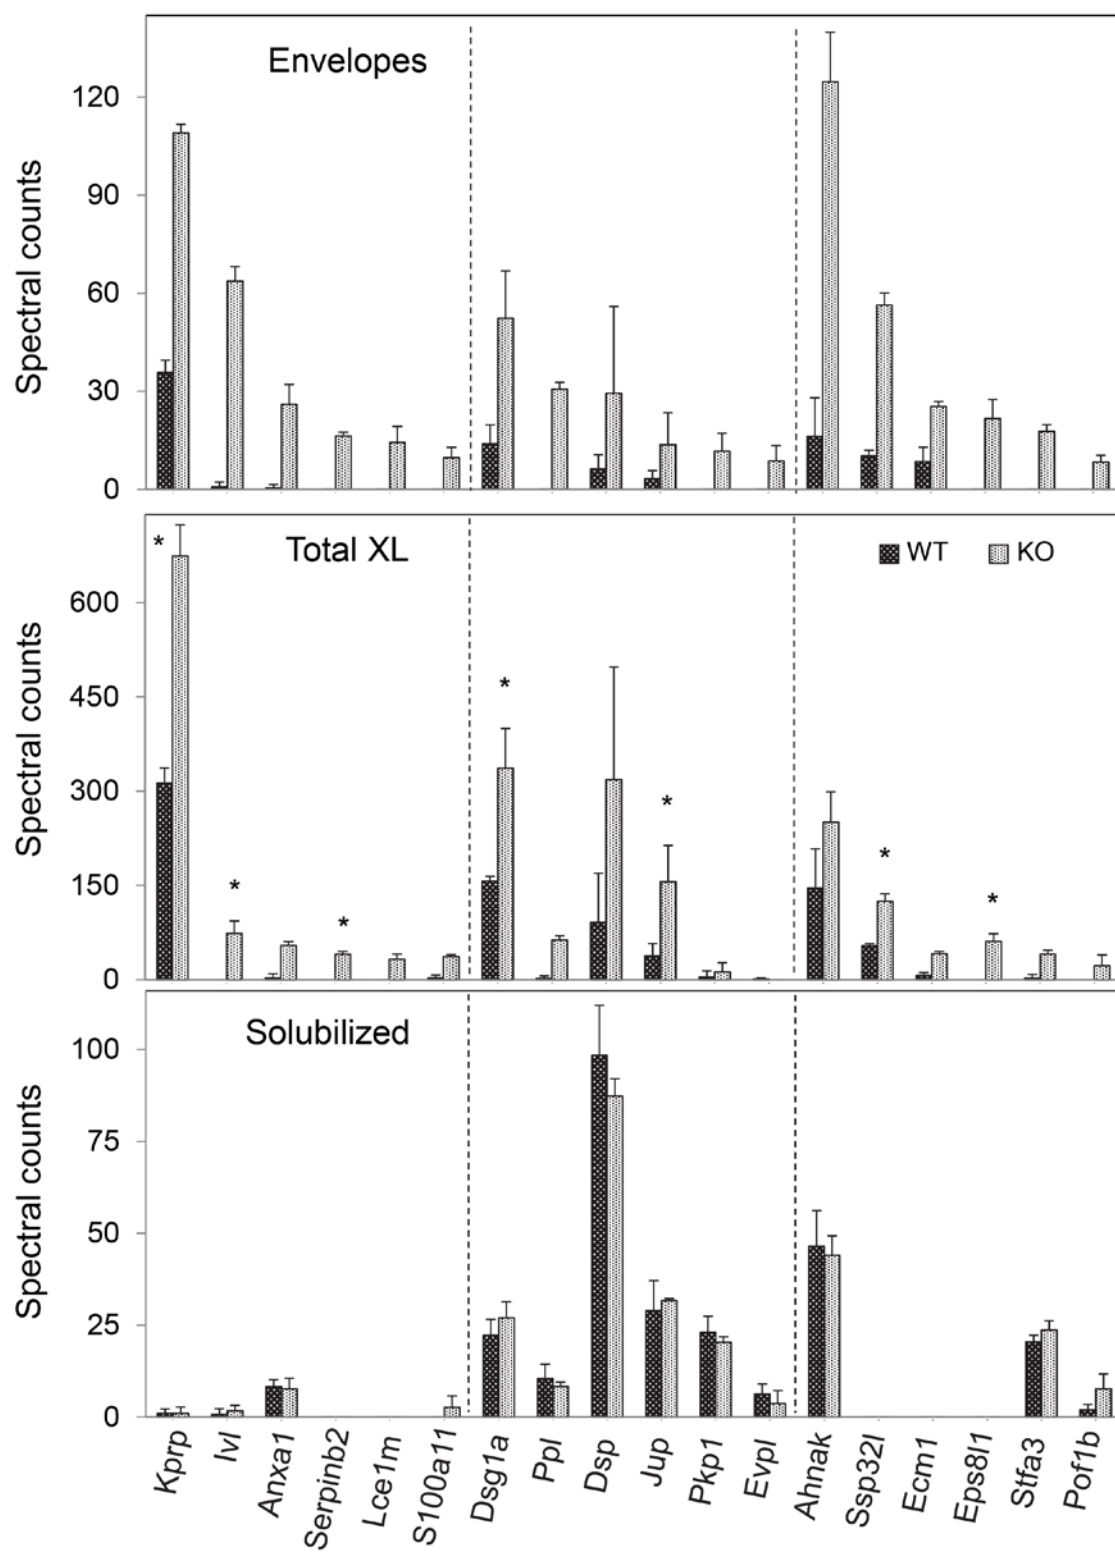 Envelopes
Spectral counts
120
90
60
30
0
Total XL
WT
KO
Spectral counts
600
450
300
150
0
*
*
*
*
*
*
*
Solubilized
Spectral counts
100
75
50
25
0
Kprp
Ivl
Anxa1
Serpinb2
Lce1m
S100a11
Dsg1a
Ppl
Dsp
Jup
Pkp1
Evpl
Ahnak
Ssp32l
Ecm1
Eps8l1
Stfa3
Pof1b